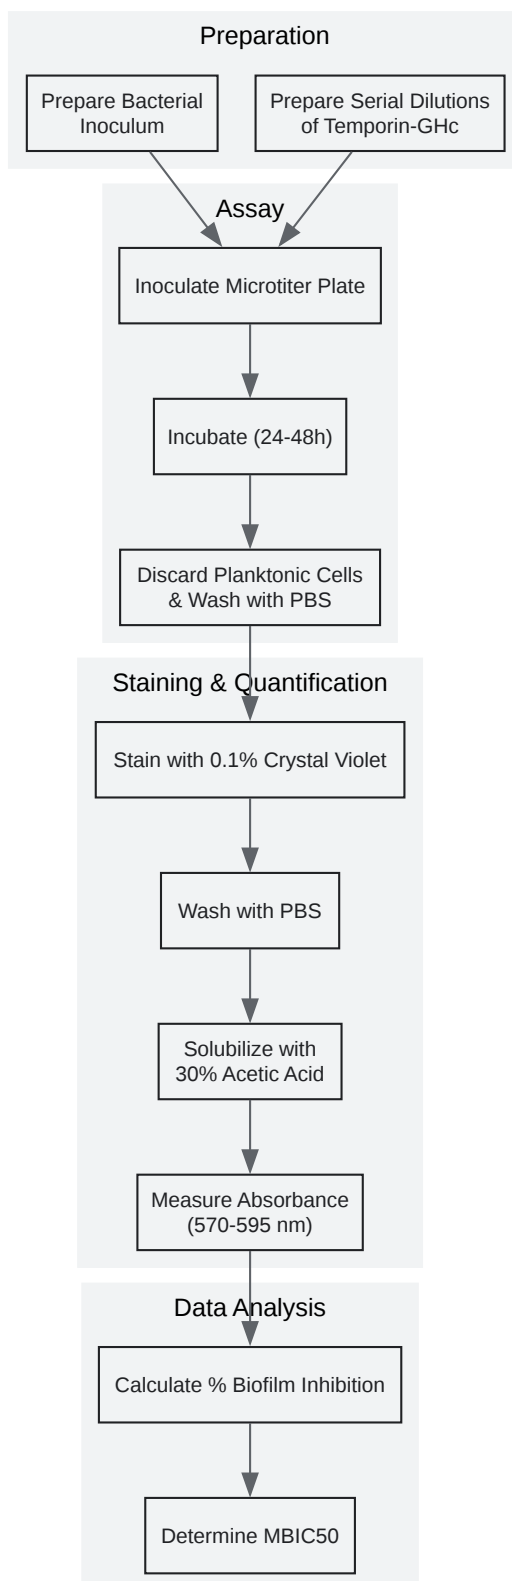 Preparation
Prepare Bacterial
Inoculum
Prepare Serial Dilutions
of Temporin-GHc
Assay
Inoculate Microtiter Plate
Incubate (24-48h)
Discard Planktonic Cells
& Wash with PBS
Staining & Quantification
Stain with 0.1% Crystal Violet
Wash with PBS
Solubilize with
30% Acetic Acid
Measure Absorbance
(570-595 nm)
Data Analysis
Calculate % Biofilm Inhibition
Determine MBIC50